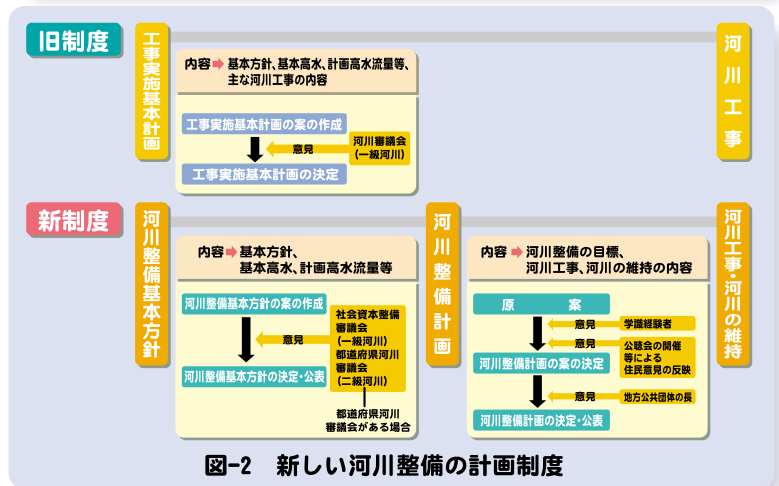 旧制度
工事実施基本計画
内容➡基本方針、基本高水、計画高水流量等、
主な河川工事の内容
工事実施基本計画の案の作成
意見
河川審議会
(一級河川)
工事実施基本計画の決定
河川工事
新制度
河川整備基本方針
内容➡基本方針、
基本高水、計画高水流量等
河川整備基本方針の案の作成
意見
社会資本整備
審議会
(一級河川)
都道府県河川
審議会
(二級河川)
河川整備基本方針の決定・公表
都道府県河川
審議会がある場合
河川整備計画
内容➡河川整備の目標、
河川工事、河川の維持の内容
原案
意見
学識経験者
意見
公聴会の開催
等による
住民意見の反映
河川整備計画の案の決定
意見
地方公共団体の長
河川整備計画の決定・公表
河川工事・河川の維持
図-2 新しい河川整備の計画制度